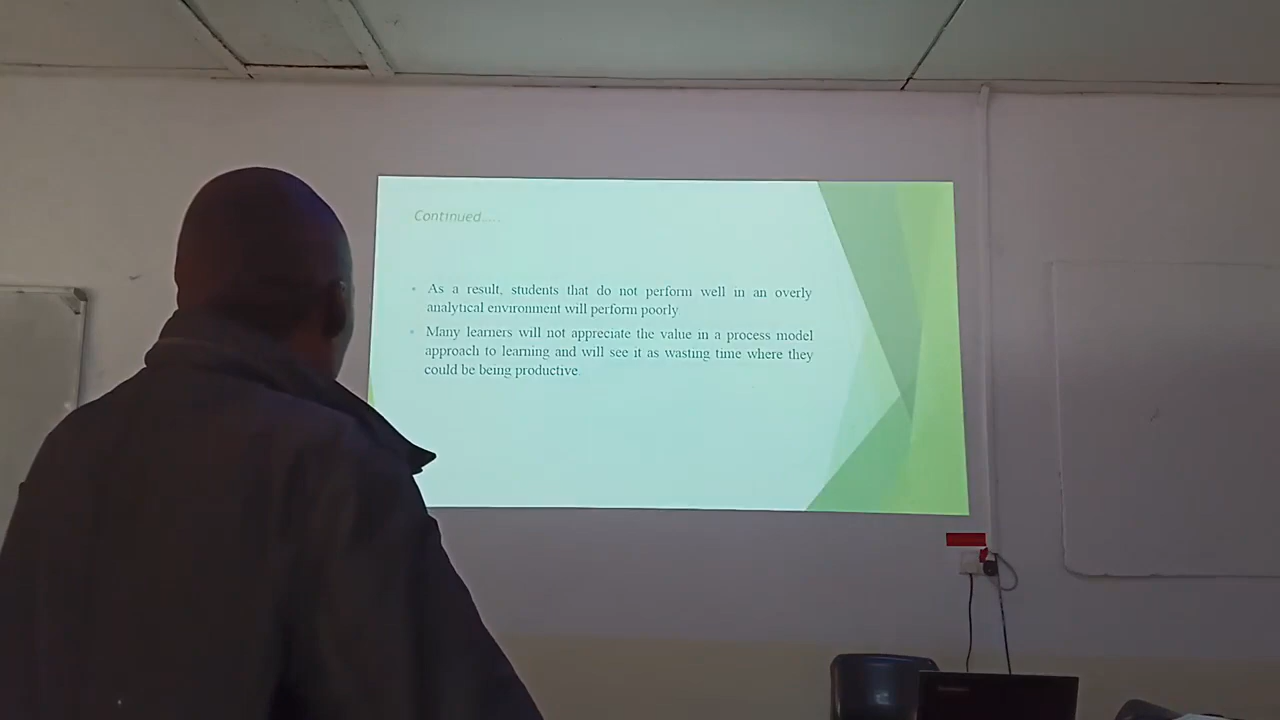 Continued.....
As a result, students that do not perform well in an overly
analytical environment will perform poorly
Many learners will not appreciate the value in a process model
approach to learning and will see it as wasting time where they
could be being productive